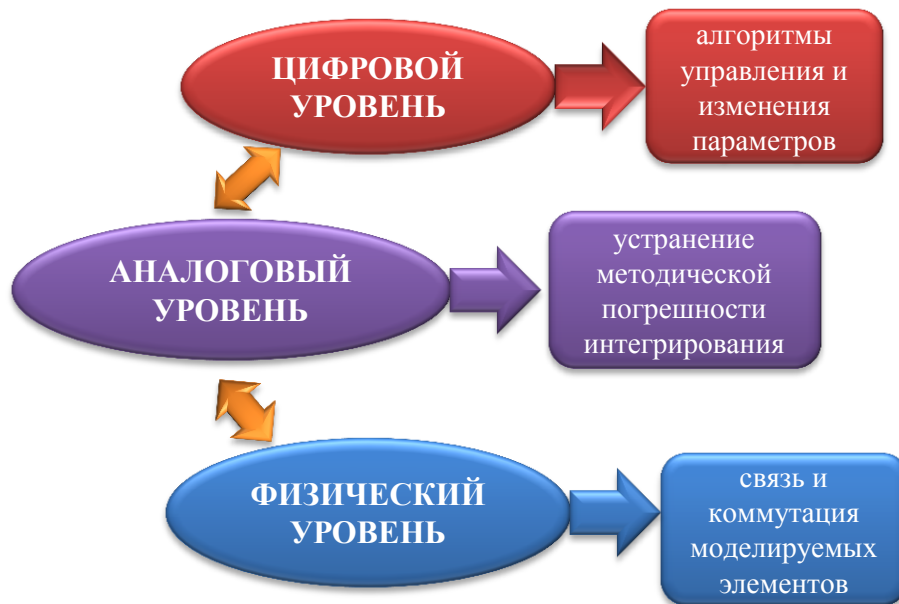 ЦИФРОВОЙ
УРОВЕНЬ
алгоритмы
управления и
изменения
параметров
АНАЛОГОВЫЙ
УРОВЕНЬ
устранение
методической
погрешности
интегрирования
ФИЗИЧЕСКИЙ
УРОВЕНЬ
связь и
коммутация
моделируемых
элементов